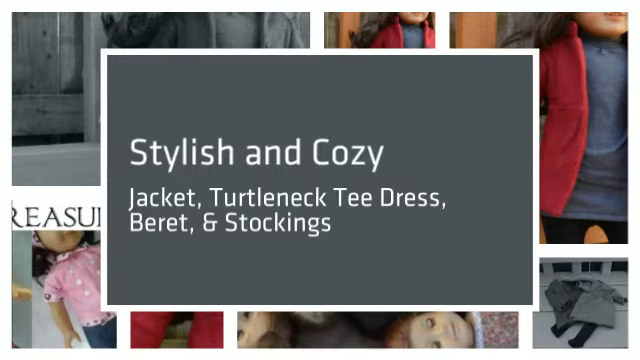 Stylish and Cozy
Jacket, Turtleneck Tee Dress,
Beret, & Stockings